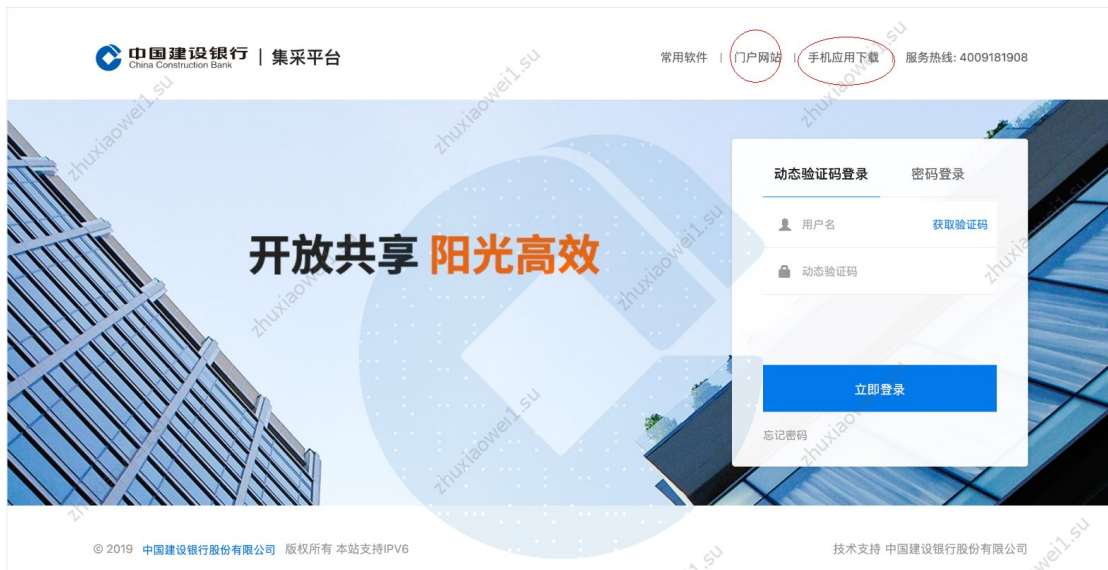 中国建设银行 | 集采平台
China Construction Bank
常用软件 | 门户网站 | 手机应用下载 | 服务热线: 4009181908
动态验证码登录 密码登录
用户名 获取验证码
动态验证码
开放共享 阳光高效
立即登录
忘记密码
© 2019 中国建设银行股份有限公司 版权所有 本站支持IPV6
技术支持 中国建设银行股份有限公司
zhuxiaowei1.su